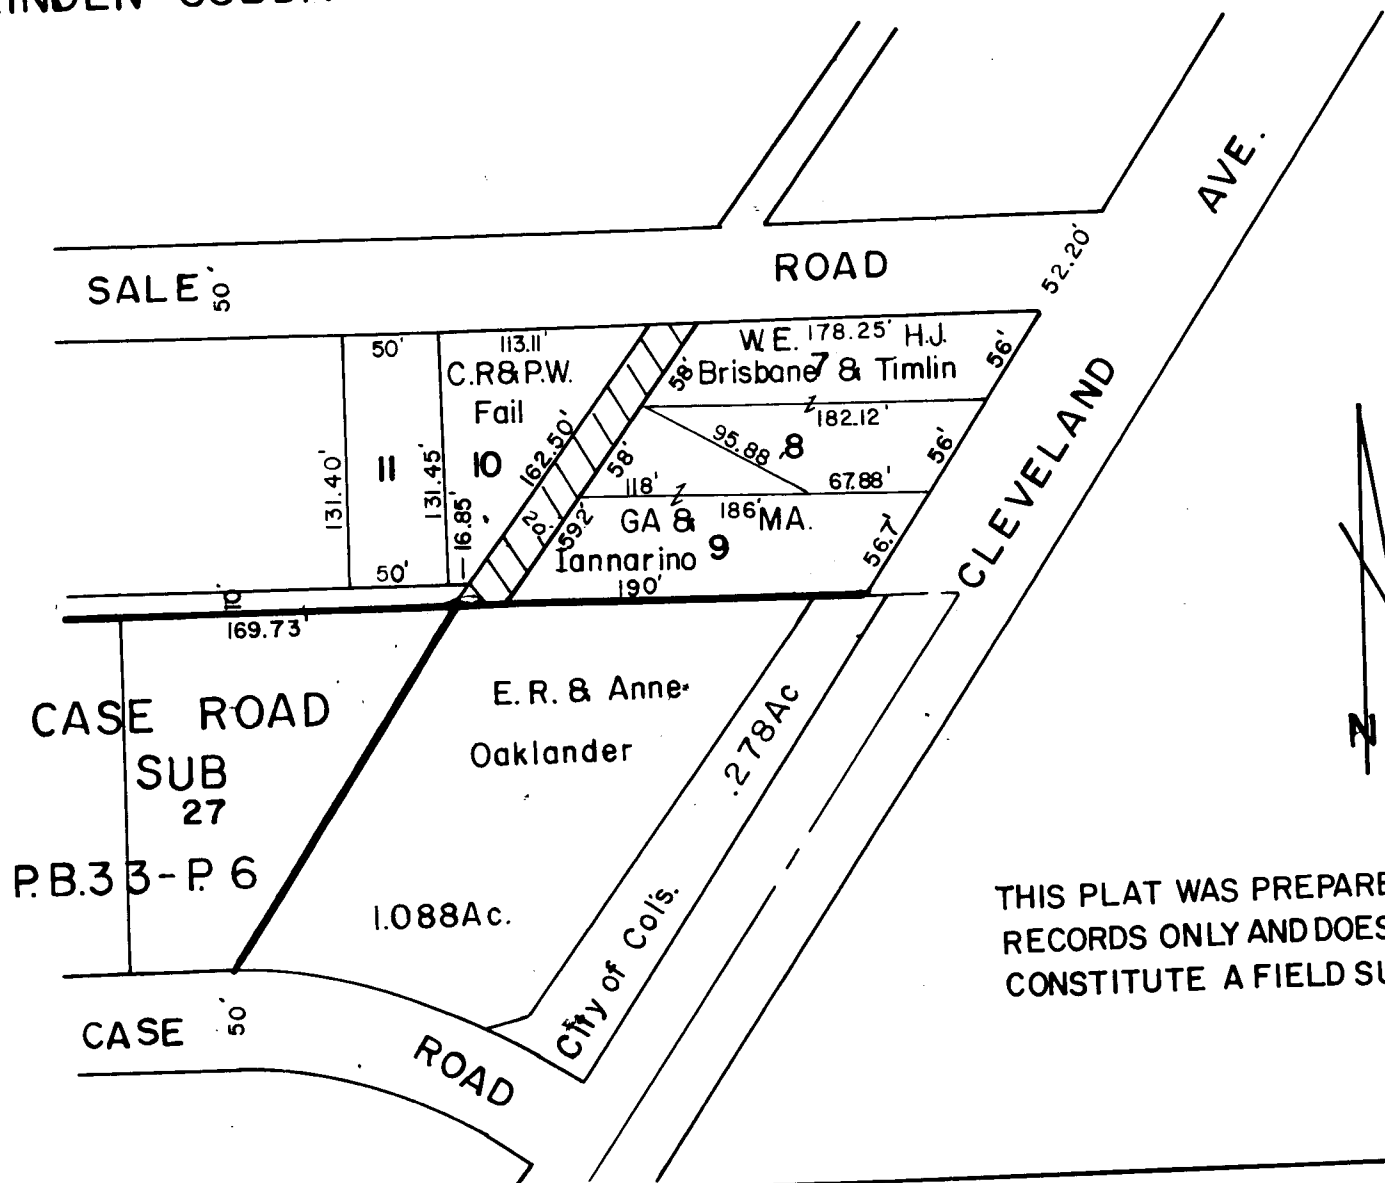 AVE.
52.20'
SALE
50'
ROAD
50'
113.11'
W.E. 178.25' H.J.
Brisbane 7 & Timlin
58'
56'
C.R&P.W.
Fail
182.12'
95.88
8
56'
162.50'
131.40'
11
131.45'
10
16.85'
58'
118'
67.88'
20'
59.2'
GA & 186' MA.
Iannarino 9
56.7'
CLEVELAND
50'
190'
10'
169.73'
E. R. & Anne
Oaklander
CASE ROAD
SUB
27
P.B.33-P. 6
.278Ac
N
1.088Ac.
City of Col's.
THIS PLAT WAS PREPARE
RECORDS ONLY AND DOES
CONSTITUTE A FIELD SU
CASE
50'
ROAD